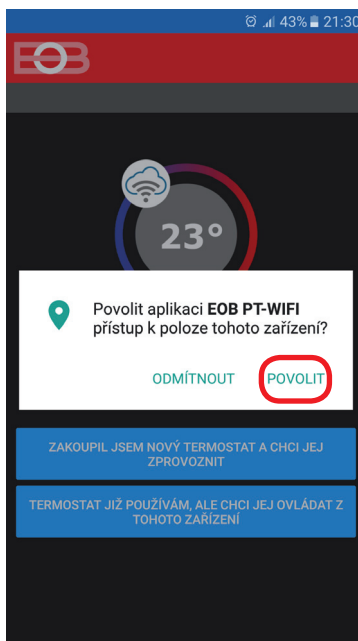 43% 21:30
EOB
23°
Povolit aplikaci EOB PT-WIFI
přístup k poloze tohoto zařízení?
ODMÍTNOUT POVOLIT
ZAKOUPIL JSEM NOVÝ TERMOSTAT A CHCI JEJ
ZPROVOZNIT
TERMOSTAT JIŽ POUŽÍVÁM, ALE CHCI JEJ OVLÁDAT Z
TOHOTO ZAŘÍZENÍ